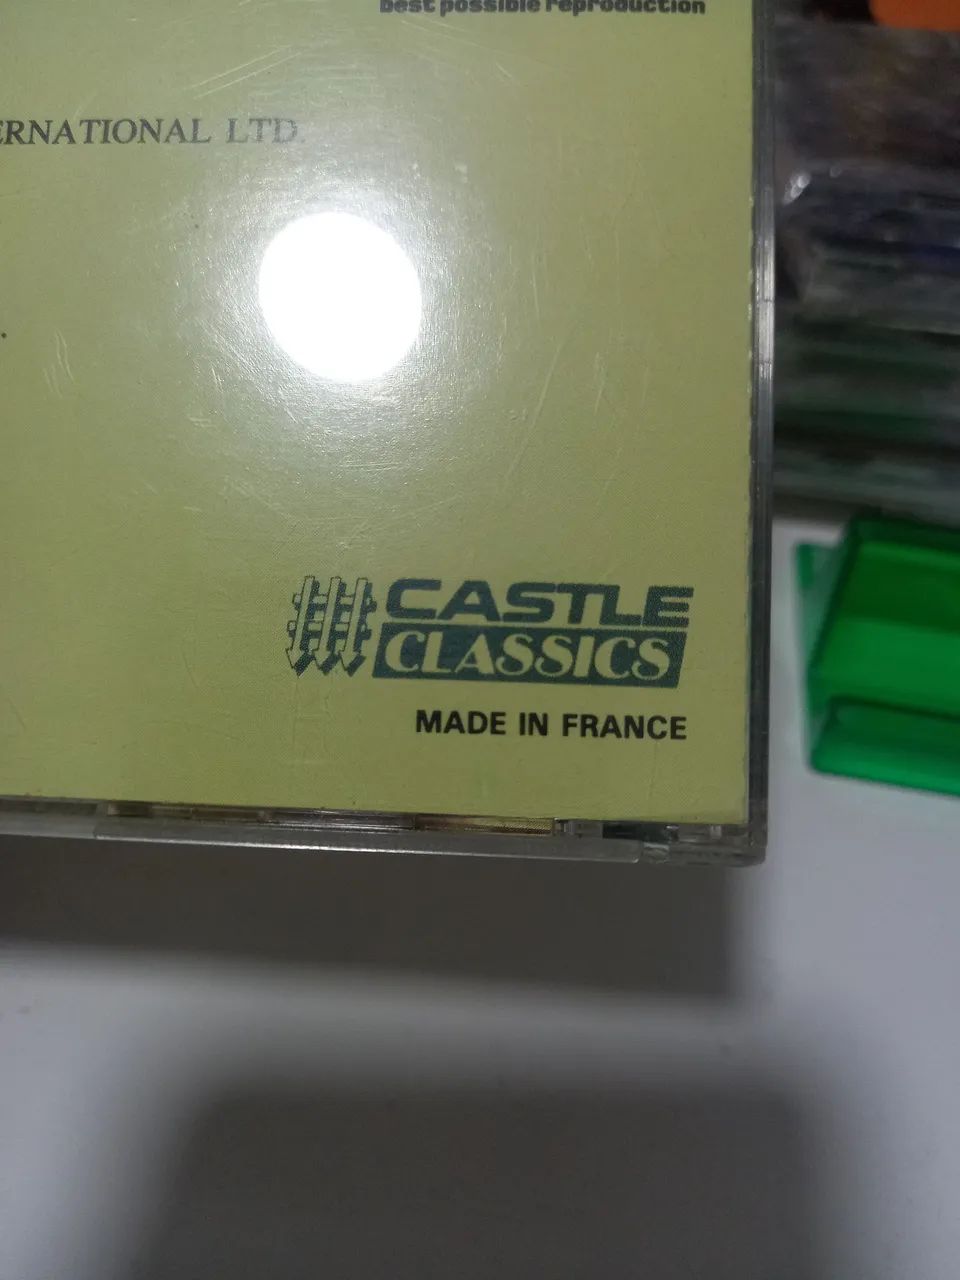 best possible reproduction
ERNATIONAL LTD.
CASTLE
CLASSICS
MADE IN FRANCE